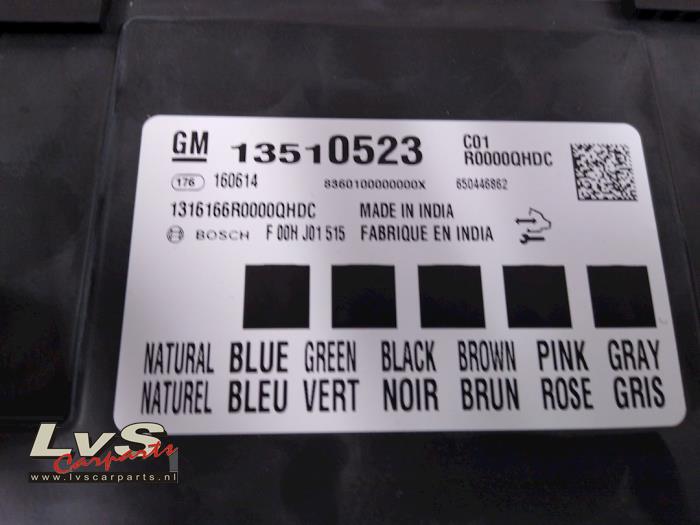 GM 13510523 C01
R0000QHDC
176 160614 8360100000000X 650446862
1316166R0000QHDC MADE IN INDIA
BOSCH F 00H J01 515 FABRIQUE EN INDIA
NATURAL BLUE GREEN BLACK BROWN PINK GRAY
NATUREL BLEU VERT NOIR BRUN ROSE GRIS
LvS
Carparts
www.lvscarparts.nl